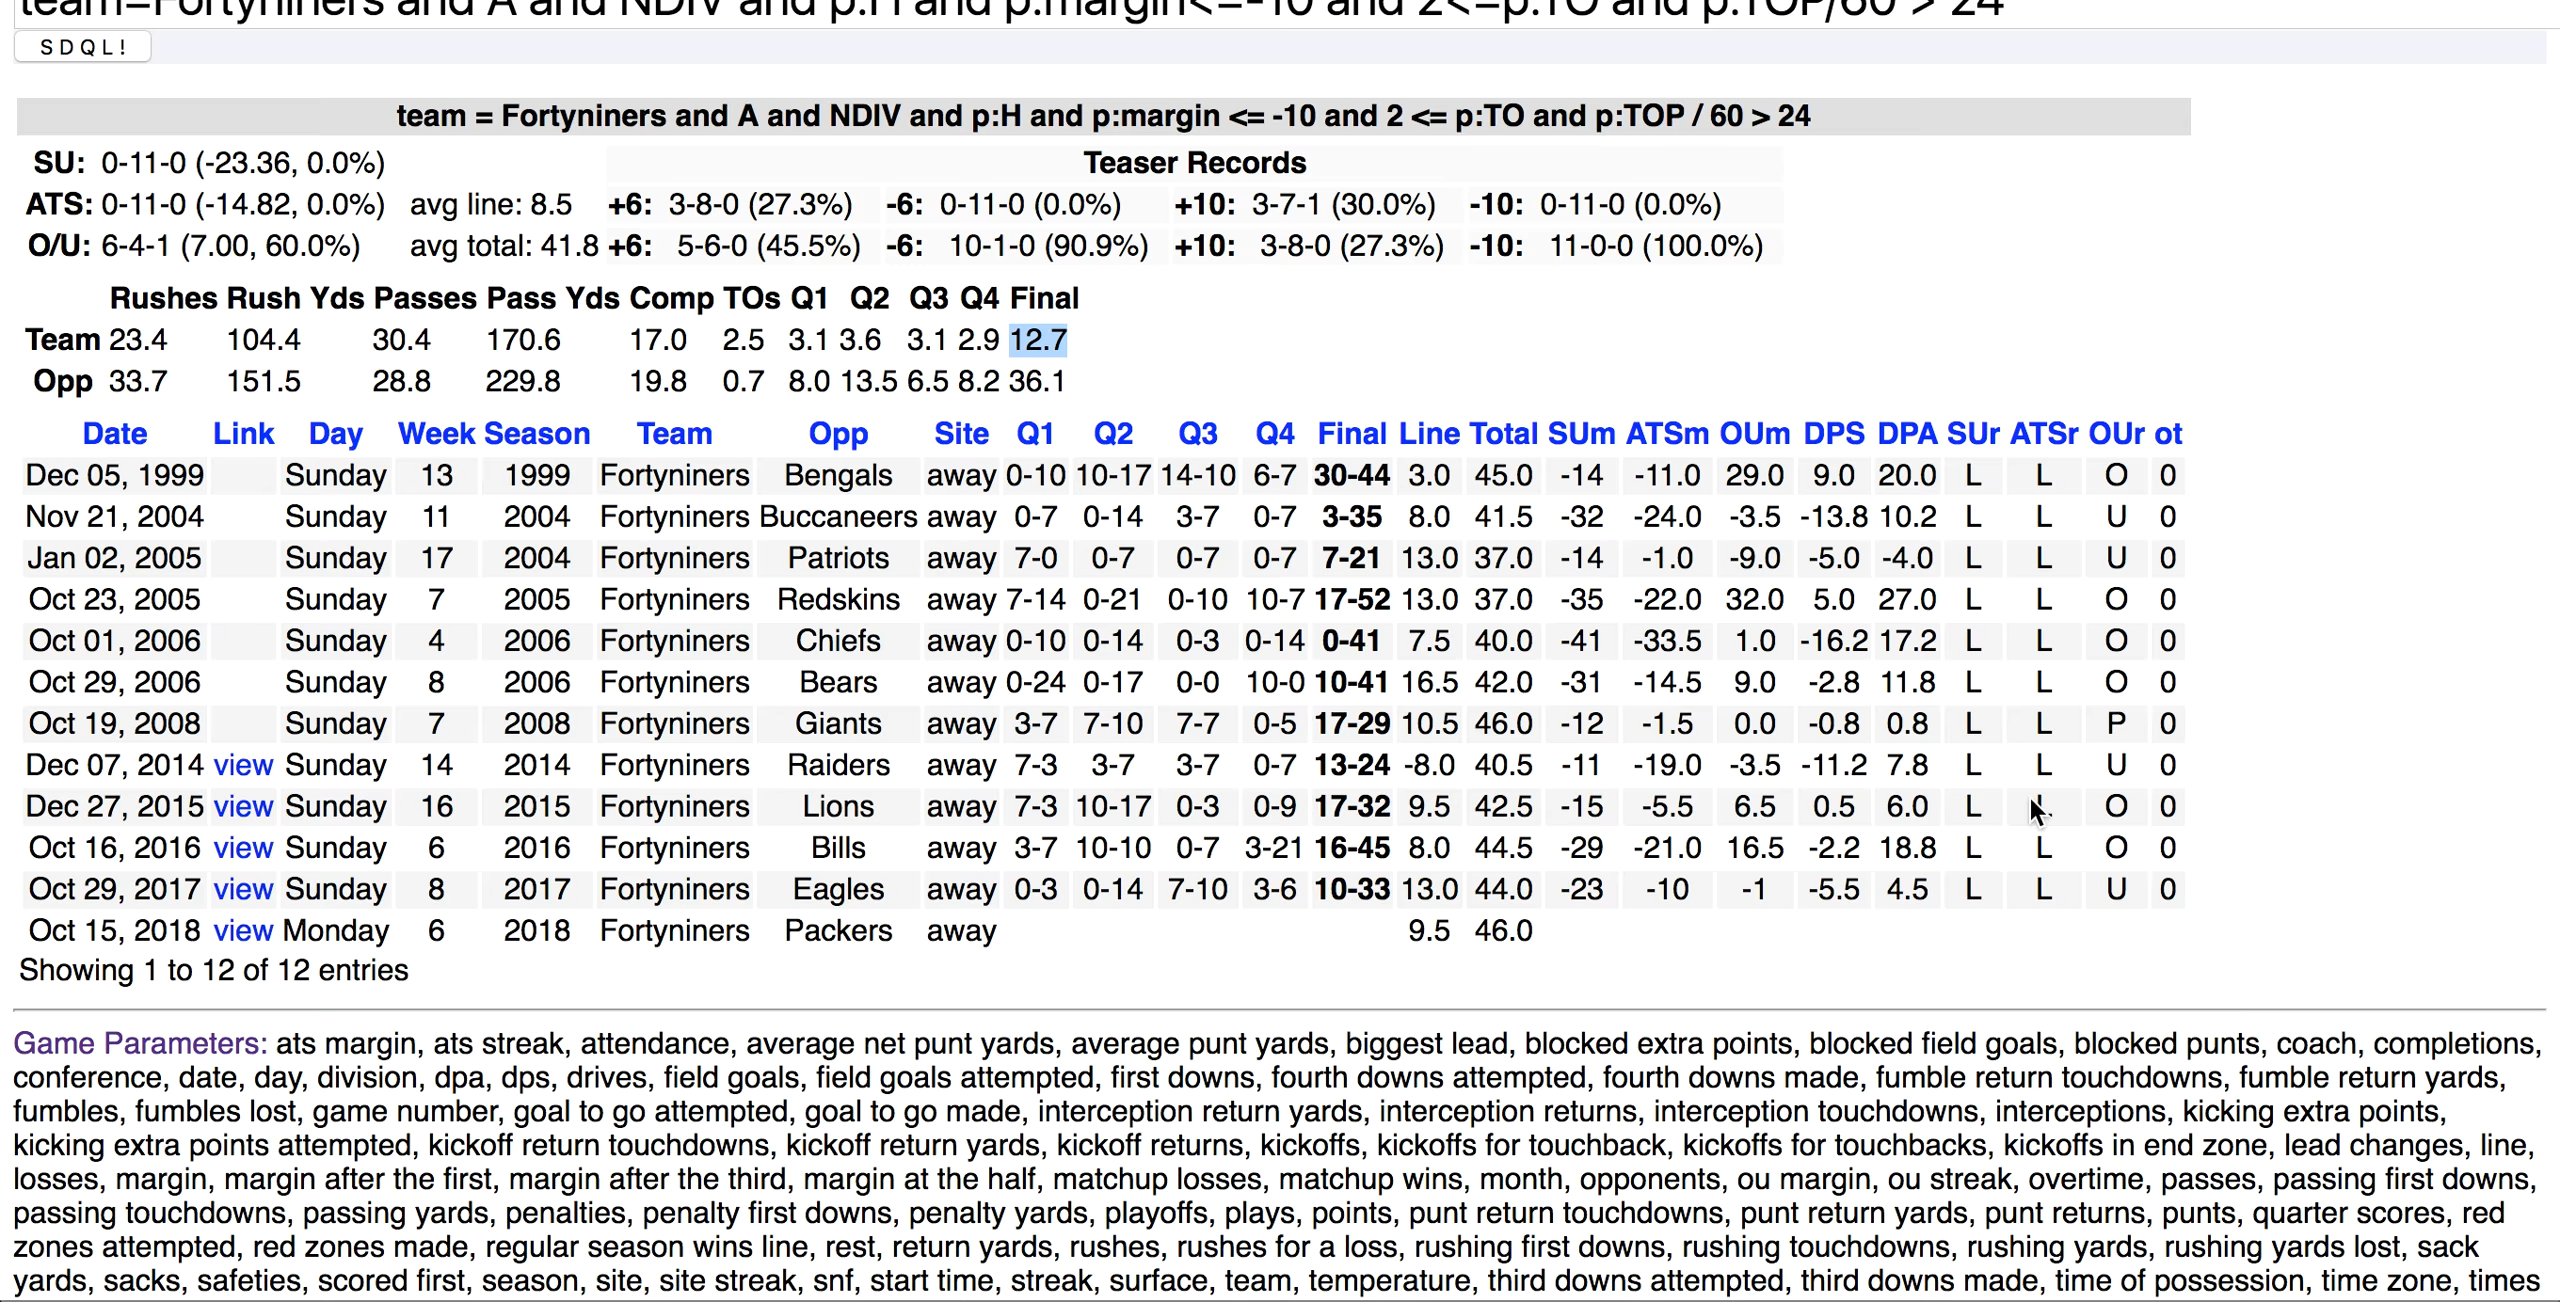 team=Fortyniners and A and NDIV and p:H and p:margin<=-10 and 2<=p:TO and p:TOP/60 > 24
S D Q L !
team = Fortyniners and A and NDIV and p:H and p:margin <= -10 and 2 <= p:TO and p:TOP / 60 > 24
SU: 0-11-0 (-23.36, 0.0%) Teaser Records
ATS: 0-11-0 (-14.82, 0.0%) avg line: 8.5 +6: 3-8-0 (27.3%) -6: 0-11-0 (0.0%) +10: 3-7-1 (30.0%) -10: 0-11-0 (0.0%)
O/U: 6-4-1 (7.00, 60.0%) avg total: 41.8 +6: 5-6-0 (45.5%) -6: 10-1-0 (90.9%) +10: 3-8-0 (27.3%) -10: 11-0-0 (100.0%)
Rushes Rush Yds Passes Pass Yds Comp TOs Q1 Q2 Q3 Q4 Final
Team 23.4 104.4 30.4 170.6 17.0 2.5 3.1 3.6 3.1 2.9 12.7
Opp 33.7 151.5 28.8 229.8 19.8 0.7 8.0 13.5 6.5 8.2 36.1
Date Link Day Week Season Team Opp Site Q1 Q2 Q3 Q4 Final Line Total SUm ATSm OUm DPS DPA SUr ATSr OUr ot
Dec 05, 1999 Sunday 13 1999 Fortyniners Bengals away 0-10 10-17 14-10 6-7 30-44 3.0 45.0 -14 -11.0 29.0 9.0 20.0 L L O 0
Nov 21, 2004 Sunday 11 2004 Fortyniners Buccaneers away 0-7 0-14 3-7 0-7 3-35 8.0 41.5 -32 -24.0 -3.5 -13.8 10.2 L L U 0
Jan 02, 2005 Sunday 17 2004 Fortyniners Patriots away 7-0 0-7 0-7 0-7 7-21 13.0 37.0 -14 -1.0 -9.0 -5.0 -4.0 L L U 0
Oct 23, 2005 Sunday 7 2005 Fortyniners Redskins away 7-14 0-21 0-10 10-7 17-52 13.0 37.0 -35 -22.0 32.0 5.0 27.0 L L O 0
Oct 01, 2006 Sunday 4 2006 Fortyniners Chiefs away 0-10 0-14 0-3 0-14 0-41 7.5 40.0 -41 -33.5 1.0 -16.2 17.2 L L O 0
Oct 29, 2006 Sunday 8 2006 Fortyniners Bears away 0-24 0-17 0-0 10-0 10-41 16.5 42.0 -31 -14.5 9.0 -2.8 11.8 L L O 0
Oct 19, 2008 Sunday 7 2008 Fortyniners Giants away 3-7 7-10 7-7 0-5 17-29 10.5 46.0 -12 -1.5 0.0 -0.8 0.8 L L P 0
Dec 07, 2014 view Sunday 14 2014 Fortyniners Raiders away 7-3 3-7 3-7 0-7 13-24 -8.0 40.5 -11 -19.0 -3.5 -11.2 7.8 L L U 0
Dec 27, 2015 view Sunday 16 2015 Fortyniners Lions away 7-3 10-17 0-3 0-9 17-32 9.5 42.5 -15 -5.5 6.5 0.5 6.0 L L O 0
Oct 16, 2016 view Sunday 6 2016 Fortyniners Bills away 3-7 10-10 0-7 3-21 16-45 8.0 44.5 -29 -21.0 16.5 -2.2 18.8 L L O 0
Oct 29, 2017 view Sunday 8 2017 Fortyniners Eagles away 0-3 0-14 7-10 3-6 10-33 13.0 44.0 -23 -10 -1 -5.5 4.5 L L U 0
Oct 15, 2018 view Monday 6 2018 Fortyniners Packers away 9.5 46.0
Showing 1 to 12 of 12 entries
Game Parameters: ats margin, ats streak, attendance, average net punt yards, average punt yards, biggest lead, blocked extra points, blocked field goals, blocked punts, coach, completions,
conference, date, day, division, dpa, dps, drives, field goals, field goals attempted, first downs, fourth downs attempted, fourth downs made, fumble return touchdowns, fumble return yards,
fumbles, fumbles lost, game number, goal to go attempted, goal to go made, interception return yards, interception returns, interception touchdowns, interceptions, kicking extra points,
kicking extra points attempted, kickoff return touchdowns, kickoff return yards, kickoff returns, kickoffs, kickoffs for touchback, kickoffs for touchbacks, kickoffs in end zone, lead changes, line,
losses, margin, margin after the first, margin after the third, margin at the half, matchup losses, matchup wins, month, opponents, ou margin, ou streak, overtime, passes, passing first downs,
passing touchdowns, passing yards, penalties, penalty first downs, penalty yards, playoffs, plays, points, punt return touchdowns, punt return yards, punt returns, punts, quarter scores, red
zones attempted, red zones made, regular season wins line, rest, return yards, rushes, rushes for a loss, rushing first downs, rushing touchdowns, rushing yards, rushing yards lost, sack
yards, sacks, safeties, scored first, season, site, site streak, snf, start time, streak, surface, team, temperature, third downs attempted, third downs made, time of possession, time zone, times